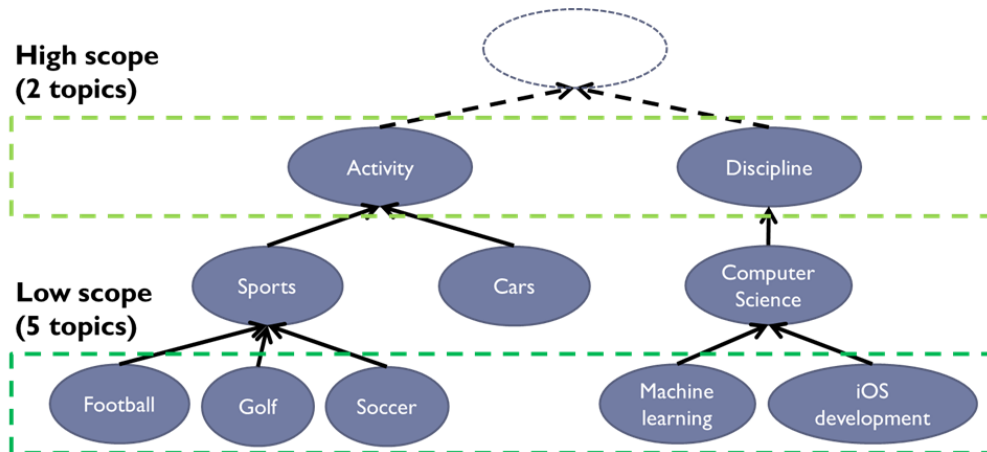 High scope
(2 topics)
Activity
Discipline
Sports
Cars
Computer
Science
Low scope
(5 topics)
Football
Golf
Soccer
Machine
learning
iOS
development